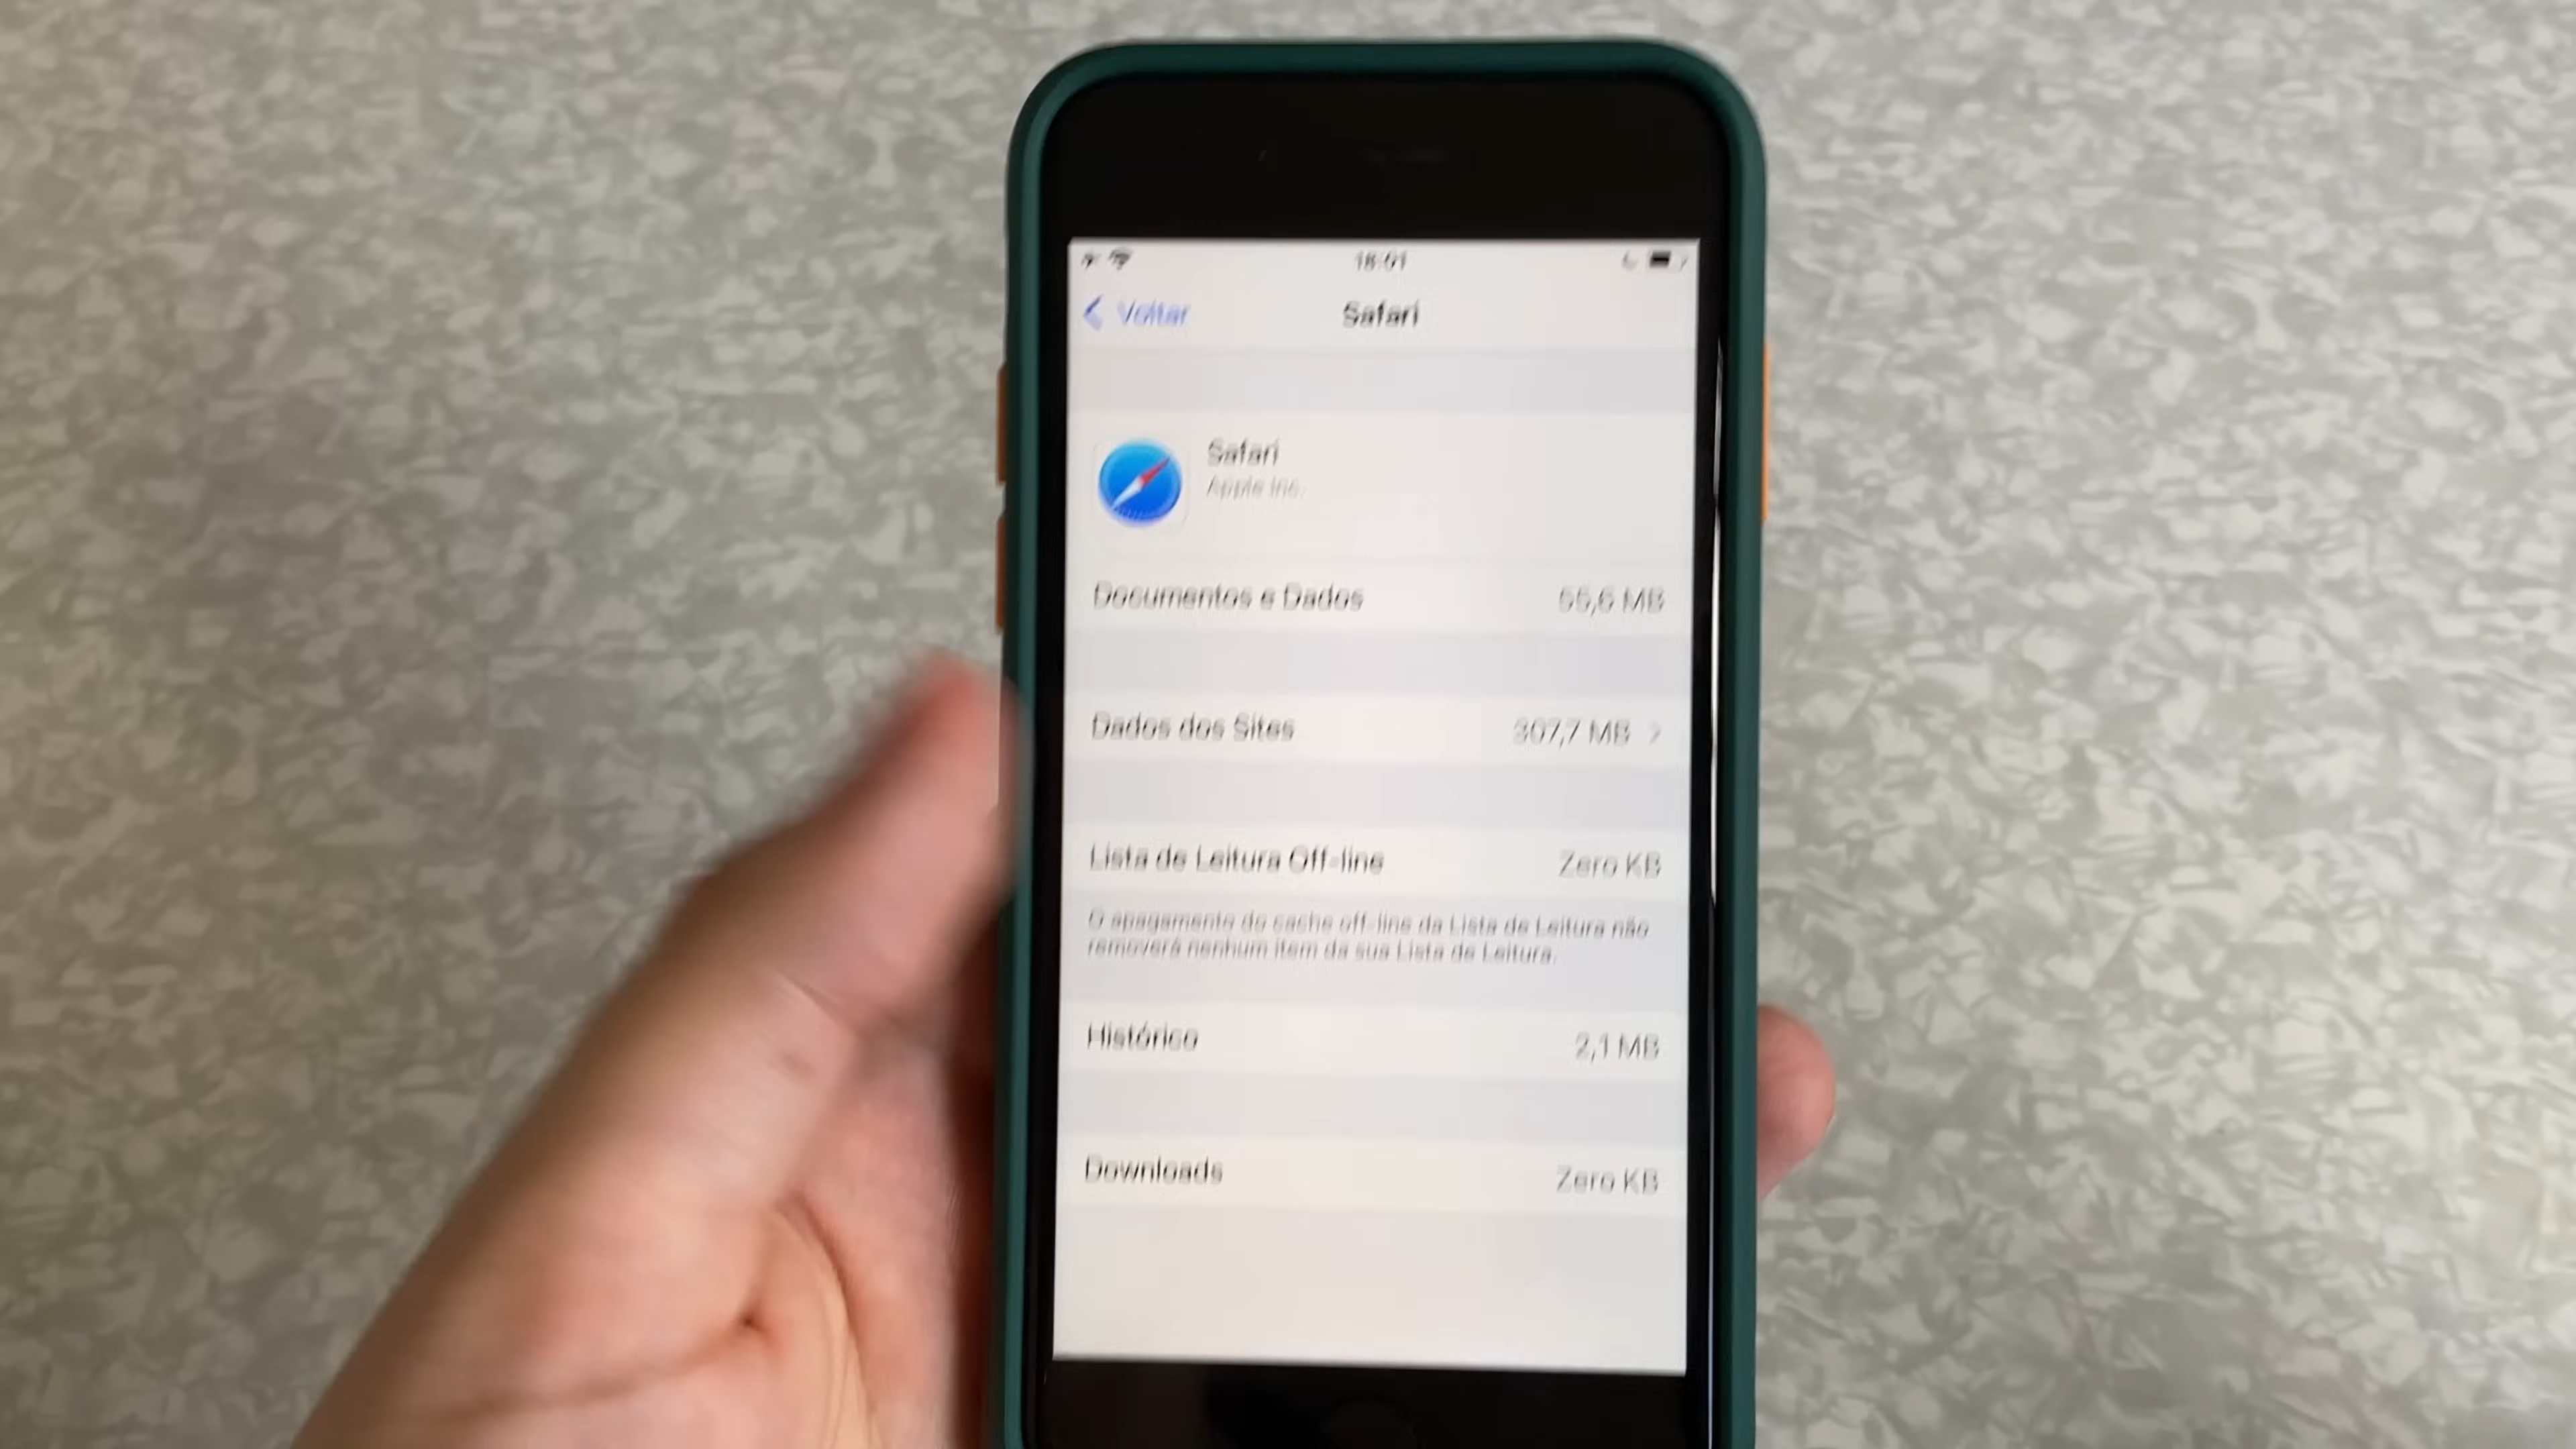 18:01
Voltar
Safari
Safari
Apple Inc.
Documentos e Dados
55,6 MB
Dados dos Sites
307,7 MB
Lista de Leitura Off-line
Zero KB
O apagamento do cache off-line da Lista de Leitura não
removerá nenhum item da sua Lista de Leitura.
Histórico
2,1 MB
Downloads
Zero KB